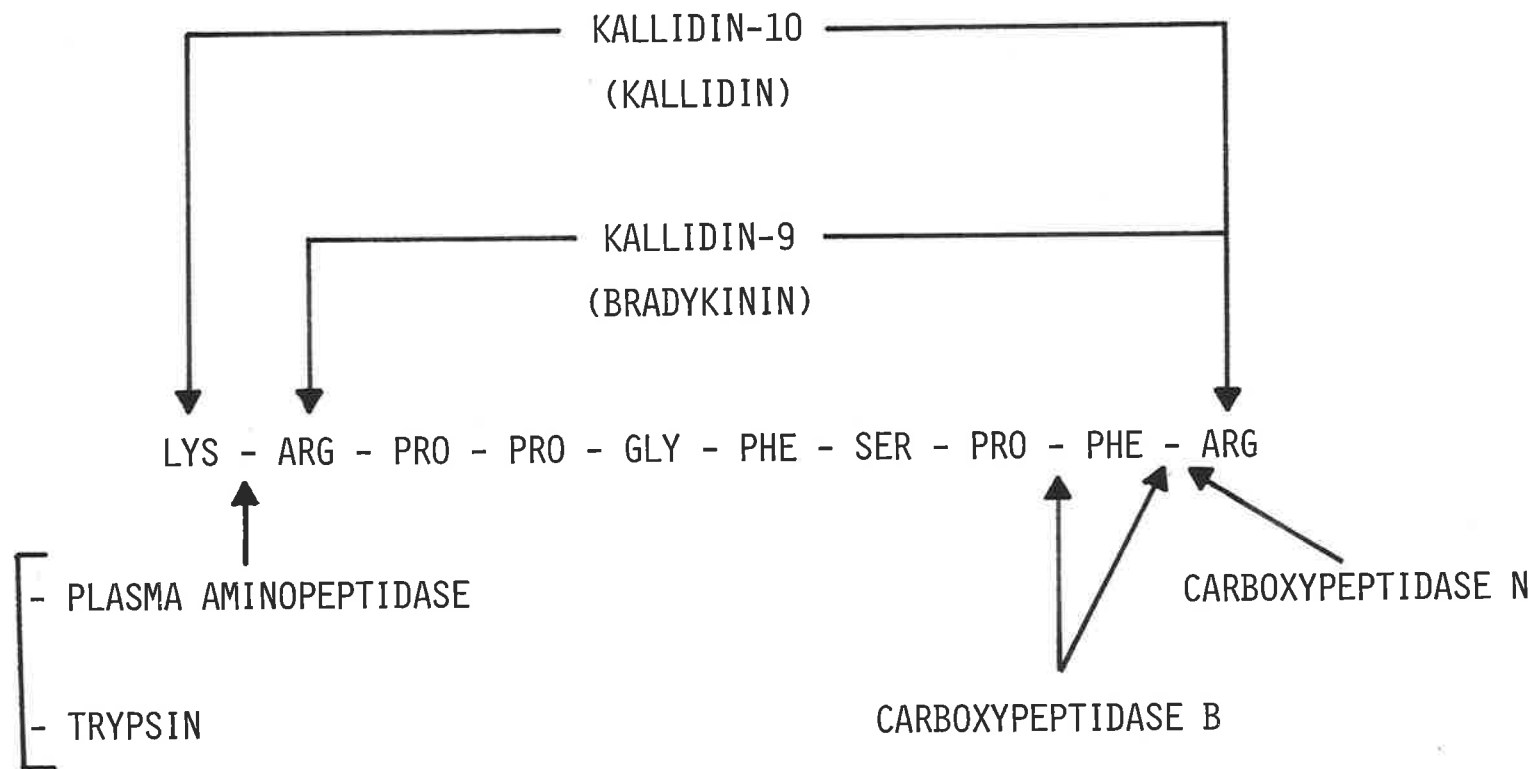 KALLIDIN-10
(KALLIDIN)
KALLIDIN-9
(BRADYKININ)
LYS - ARG - PRO - PRO - GLY - PHE - SER - PRO - PHE - ARG
- PLASMA AMINOPEPTIDASE
CARBOXYPEPTIDASE N
- TRYPSIN
CARBOXYPEPTIDASE B